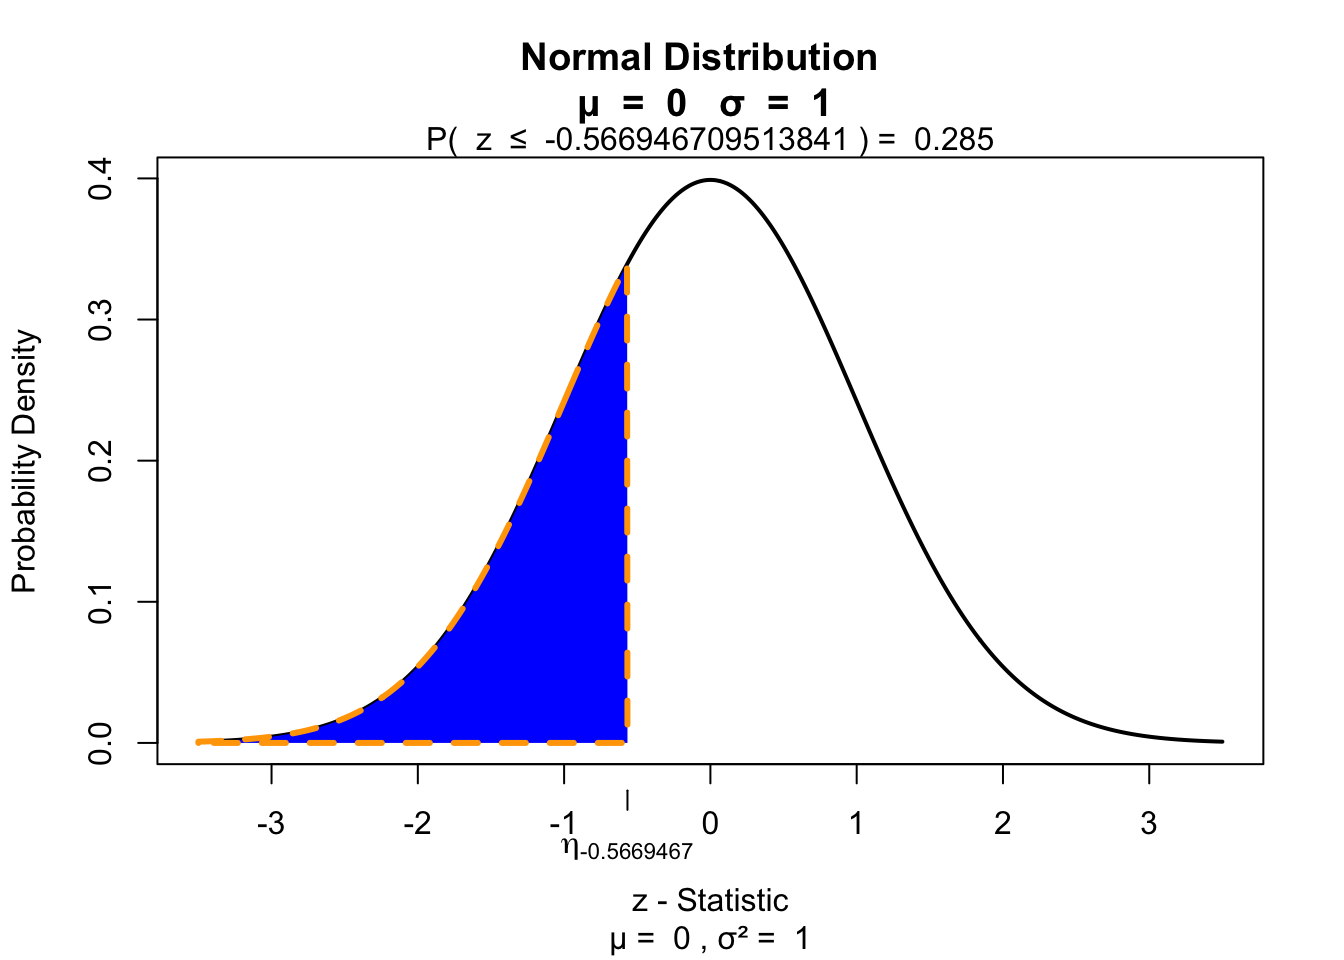 Normal Distribution
μ = 0 σ = 1
P( z ≤ -0.566946709513841 ) = 0.285
Probability Density
0.4
0.3
0.2
0.1
0.0
-3 -2 -1 0 1 2 3
η-0.5669467
z - Statistic
μ = 0 , σ² = 1